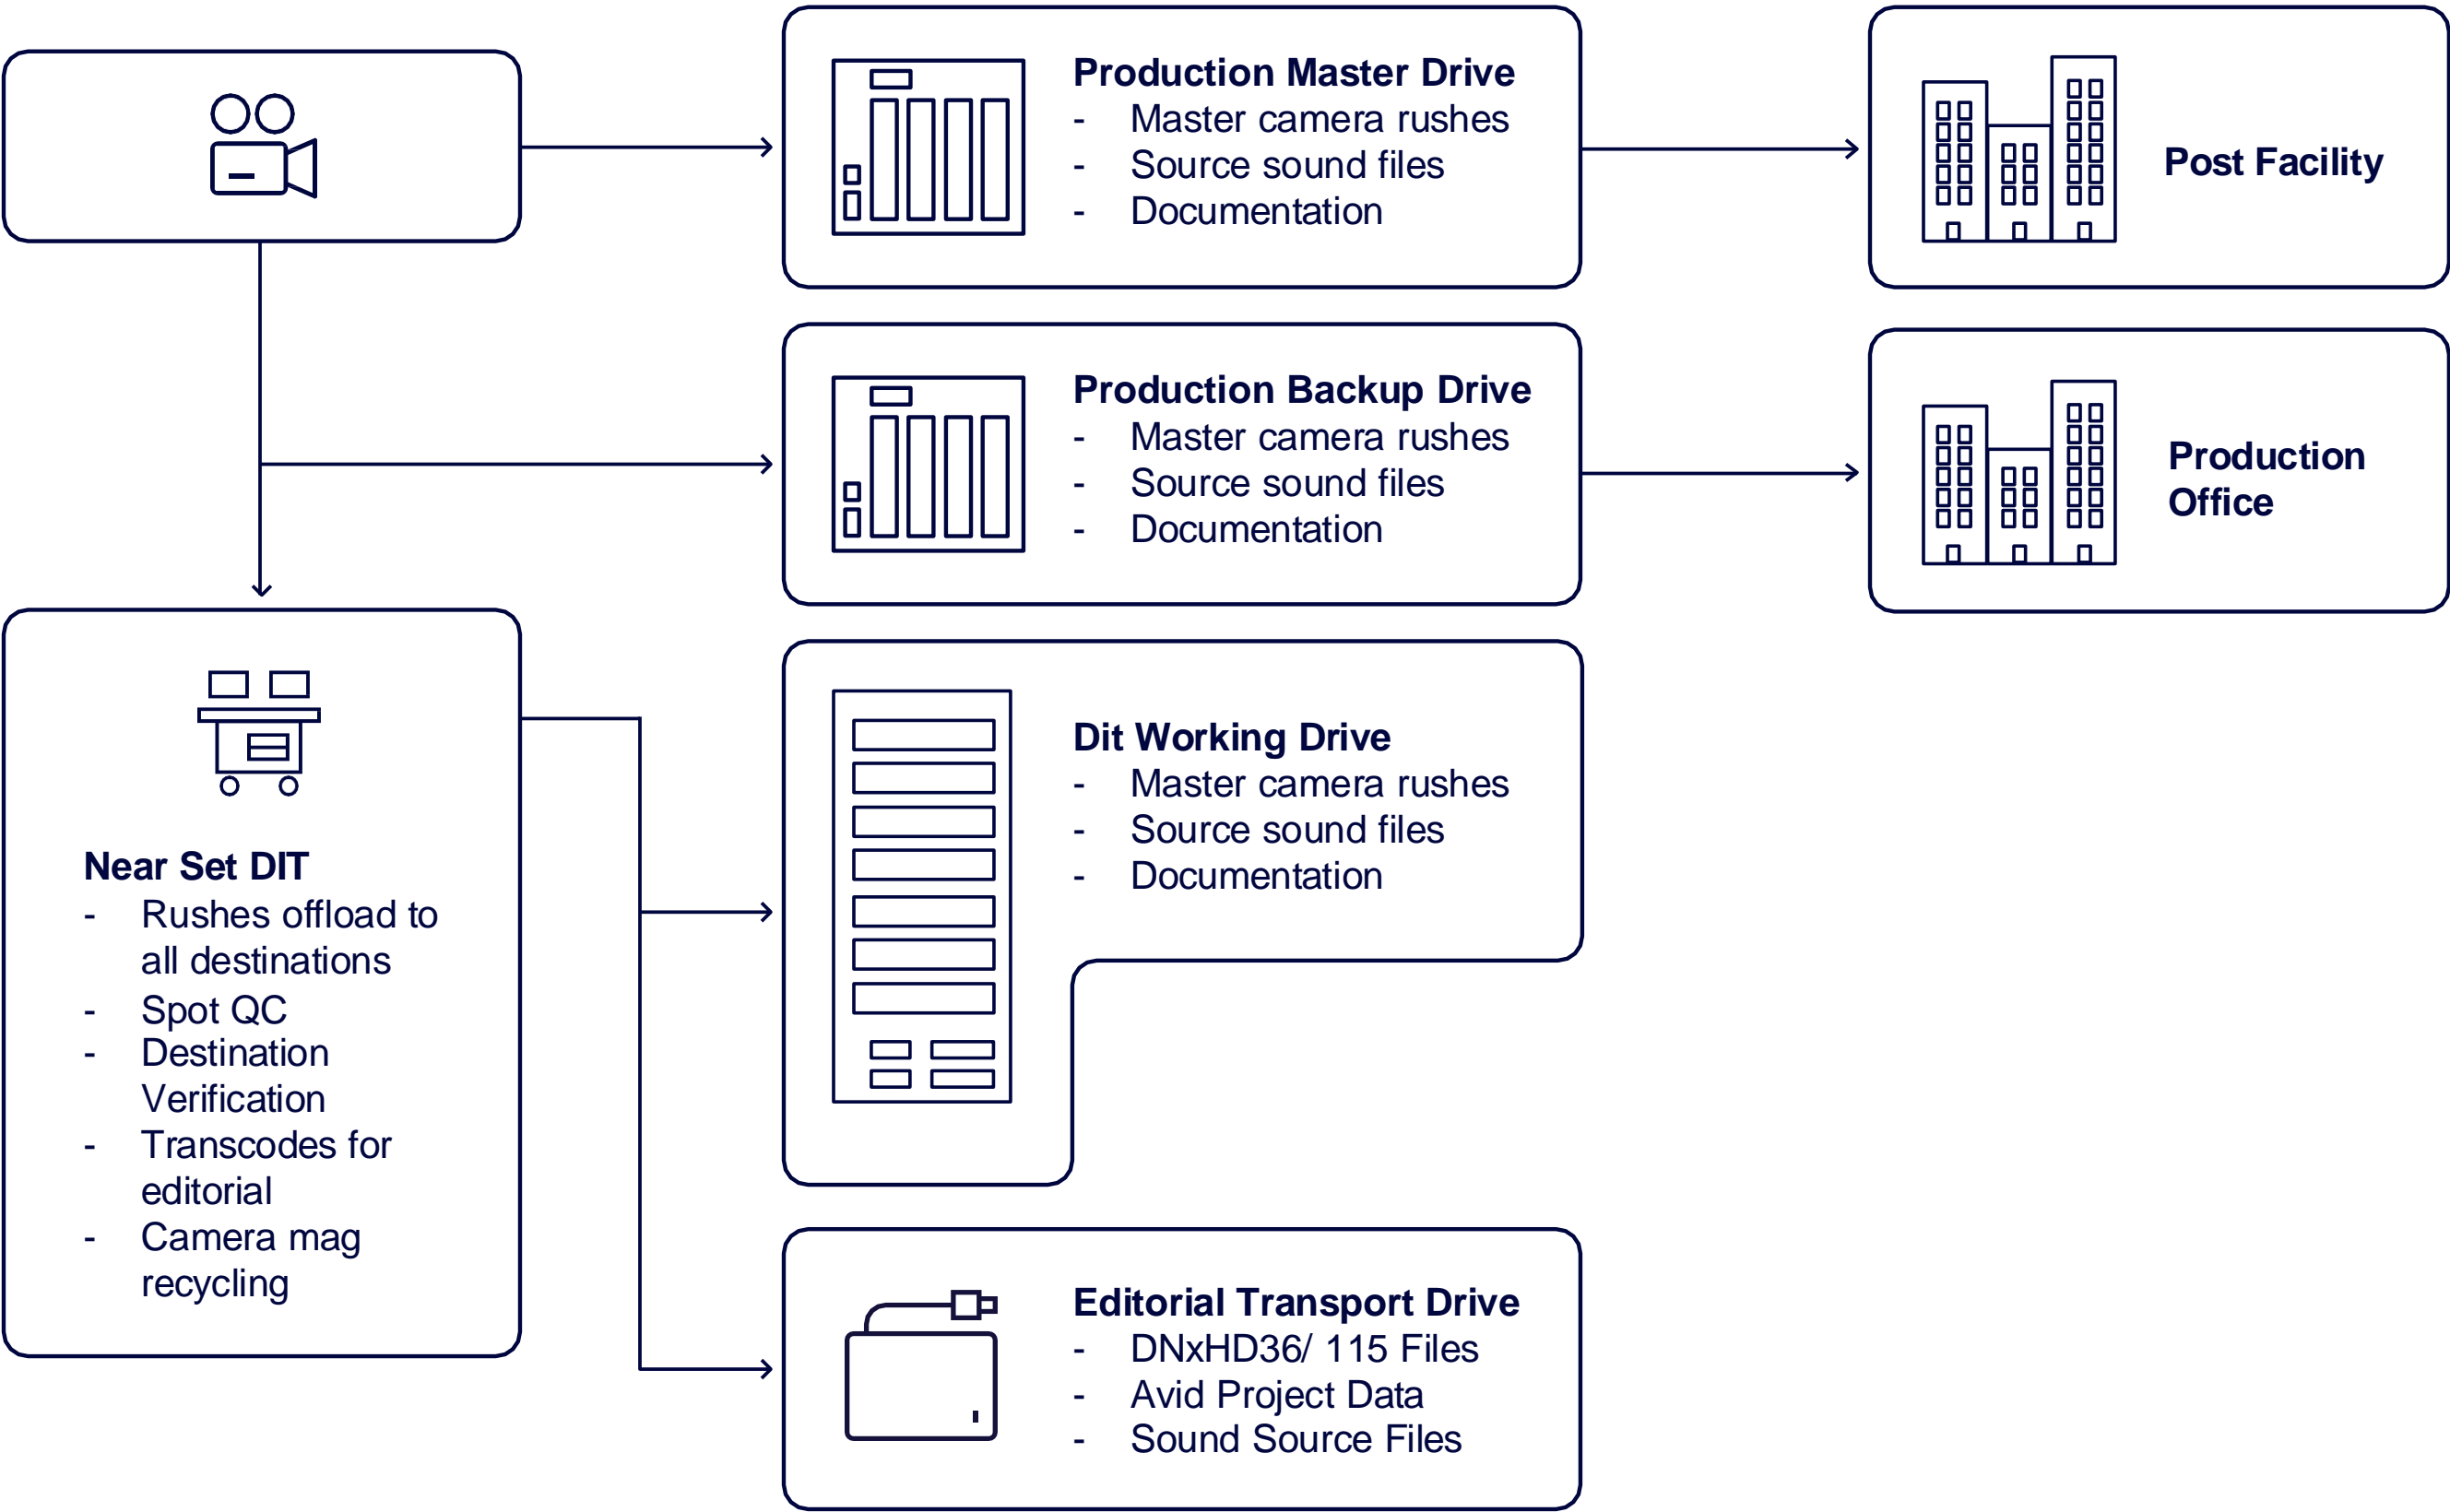 Production Master Drive
- Master camera rushes
- Source sound files
- Documentation
Post Facility
Production Backup Drive
- Master camera rushes
- Source sound files
- Documentation
Production
Office
Near Set DIT
- Rushes offload to
all destinations
- Spot QC
- Destination
Verification
- Transcodes for
editorial
- Camera mag
recycling
Dit Working Drive
- Master camera rushes
- Source sound files
- Documentation
Editorial Transport Drive
- DNxHD36/ 115 Files
- Avid Project Data
- Sound Source Files